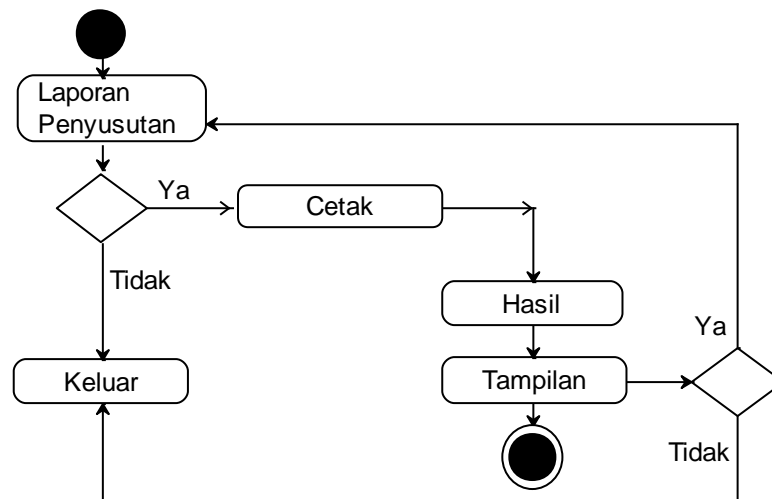 Laporan
Penyusutan
Ya
Cetak
Tidak
Hasil
Ya
Keluar
Tampilan
Tidak